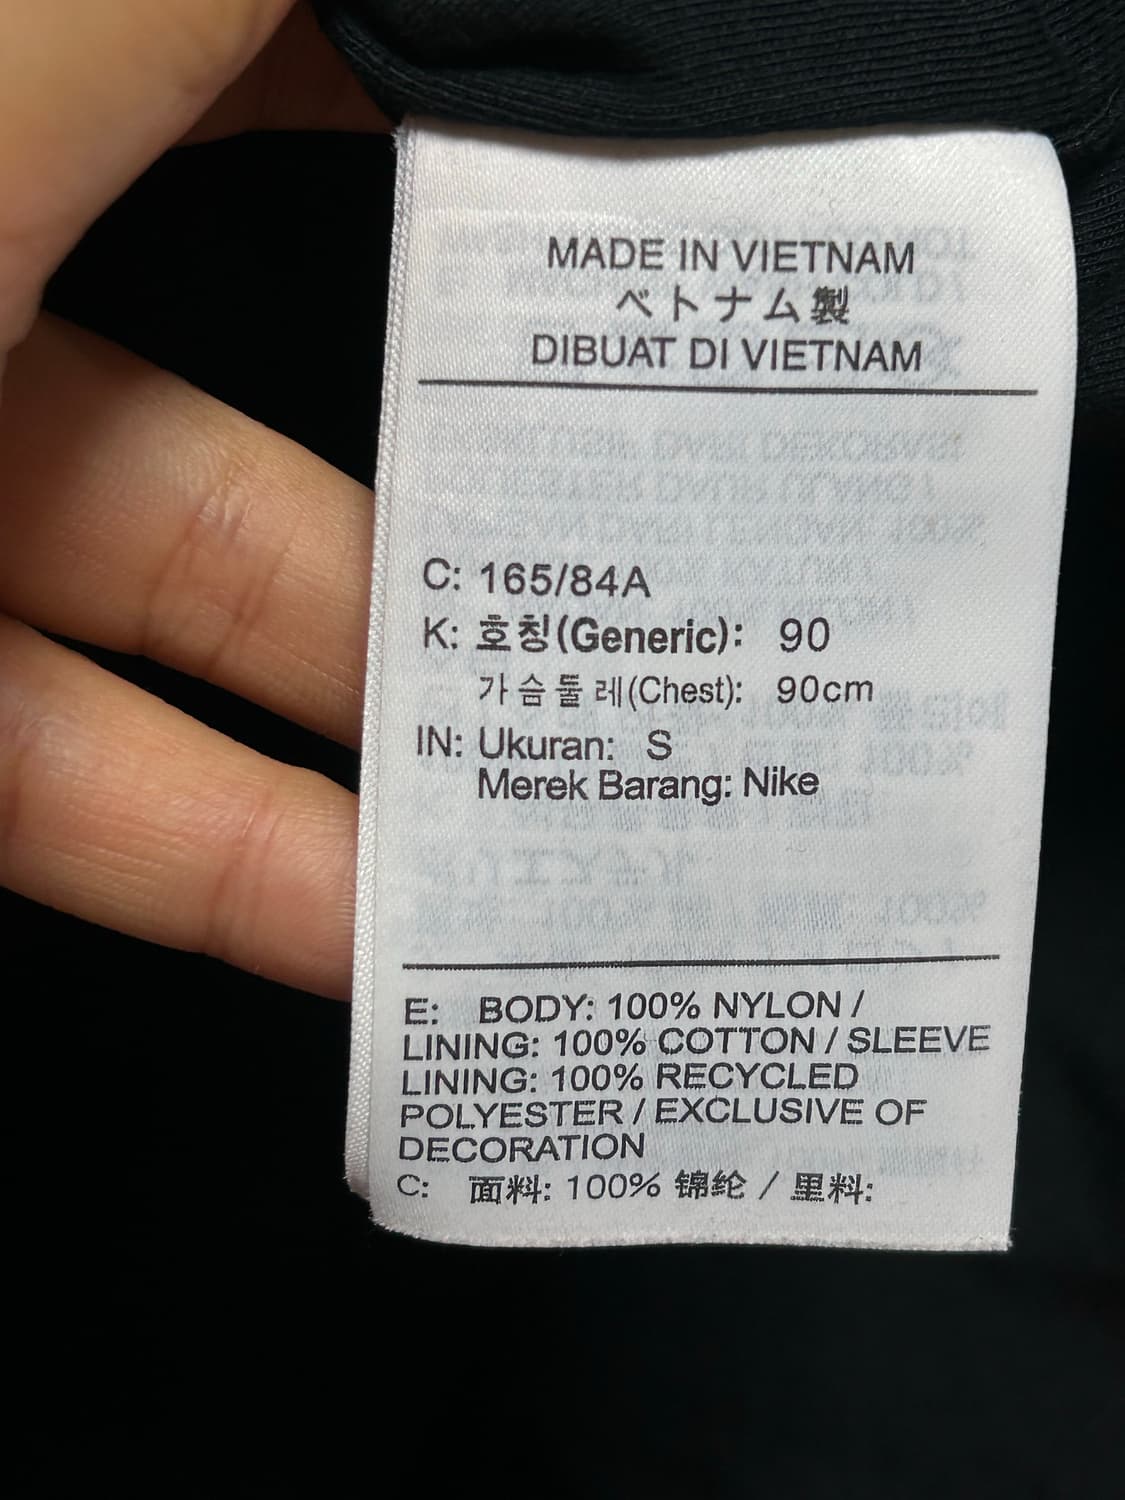 MADE IN VIETNAM
ベトナム製
DIBUAT DI VIETNAM
C: 165/84A
K: 호칭(Generic): 90
가슴둘레(Chest): 90cm
IN: Ukuran: S
Merek Barang: Nike
E: BODY: 100% NYLON /
LINING: 100% COTTON / SLEEVE
LINING: 100% RECYCLED
POLYESTER / EXCLUSIVE OF
DECORATION
C: 面料: 100% 锦纶 / 里料: